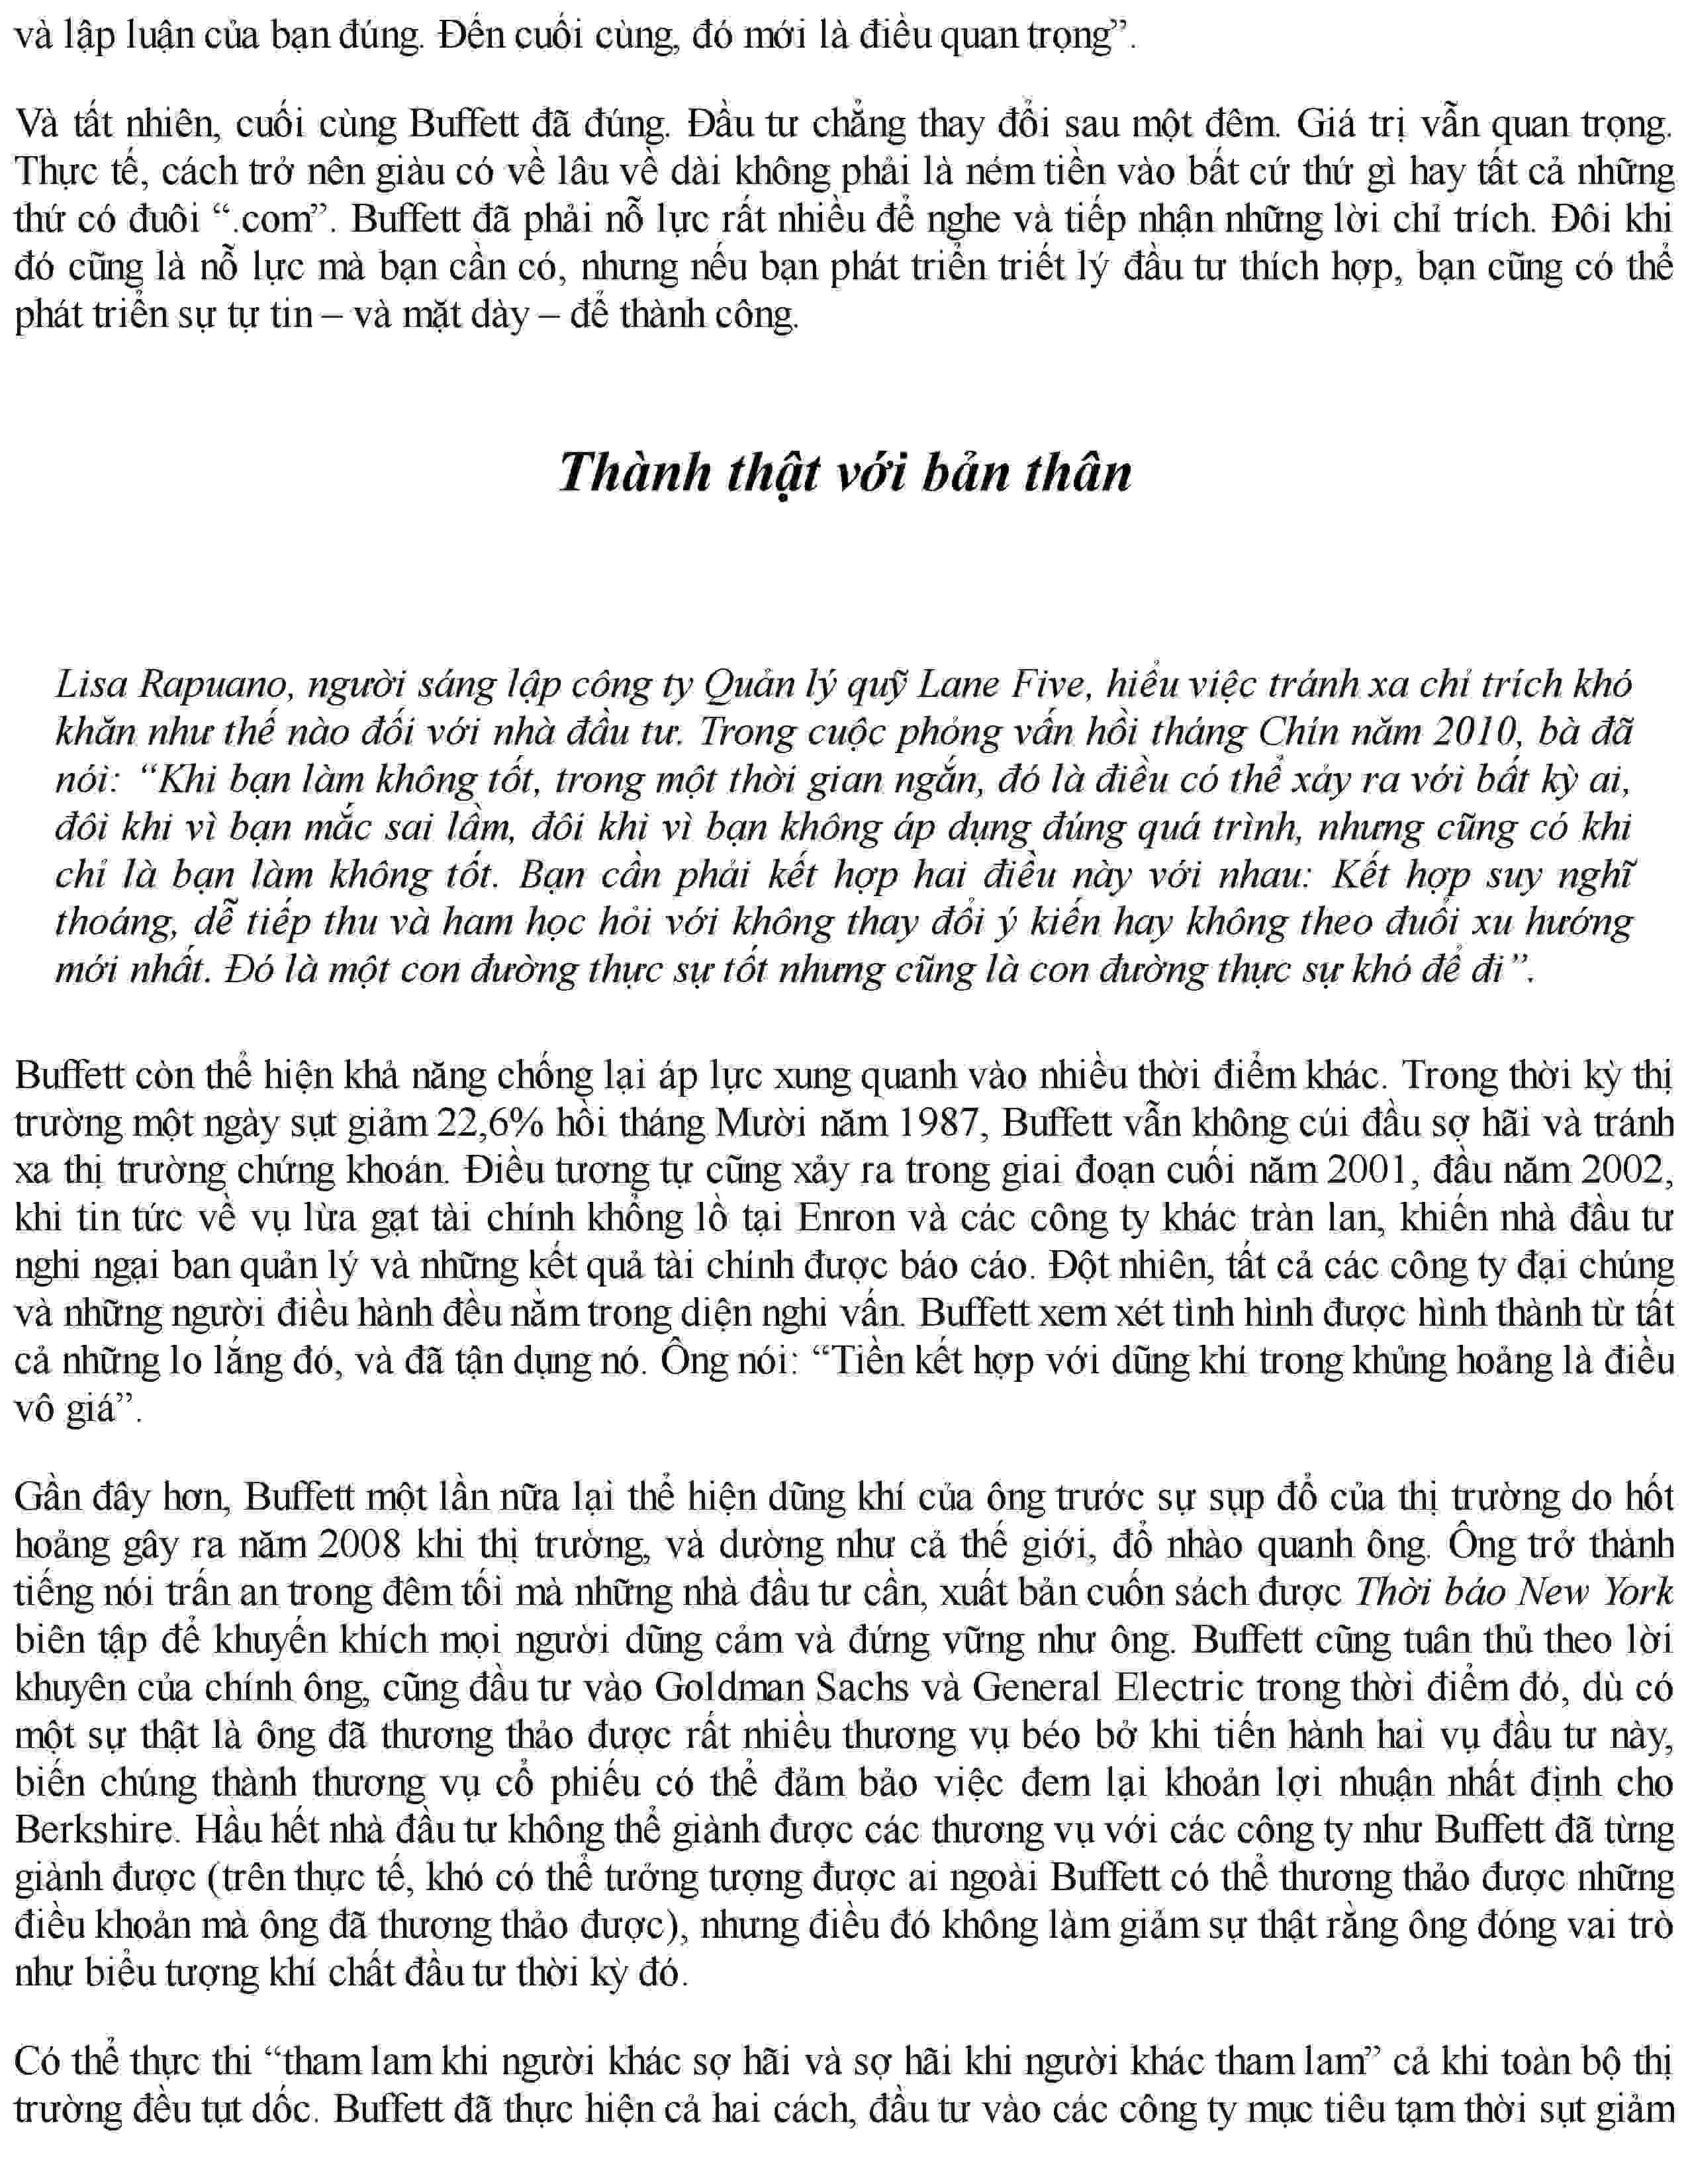 và lập luận của bạn đúng. Đến cuối cùng, đó mới là điều quan trọng”.
Và tất nhiên, cuối cùng Buffett đã đúng. Đầu tư chẳng thay đổi sau một đêm. Giá trị vẫn quan trọng.
Thực tế, cách trở nên giàu có về lâu về dài không phải là ném tiền vào bất cứ thứ gì hay tất cả những
thứ có đuôi “.com”. Buffett đã phải nỗ lực rất nhiều để nghe và tiếp nhận những lời chỉ trích. Đôi khi
đó cũng là nỗ lực mà bạn cần có, nhưng nếu bạn phát triển triết lý đầu tư thích hợp, bạn cũng có thể
phát triển sự tự tin – và mặt dày – để thành công.
Thành thật với bản thân
Lisa Rapuano, người sáng lập công ty Quản lý quỹ Lane Five, hiểu việc tránh xa chỉ trích khó
khăn như thế nào đối với nhà đầu tư. Trong cuộc phỏng vấn hồi tháng Chín năm 2010, bà đã
nói: “Khi bạn làm không tốt, trong một thời gian ngắn, đó là điều có thể xảy ra với bất kỳ ai,
đôi khi vì bạn mắc sai lầm, đôi khi vì bạn không áp dụng đúng quá trình, nhưng cũng có khi
chỉ là bạn làm không tốt. Bạn cần phải kết hợp hai điều này với nhau: Kết hợp suy nghĩ
thoáng, dễ tiếp thu và ham học hỏi với không thay đổi ý kiến hay không theo đuổi xu hướng
mới nhất. Đó là một con đường thực sự tốt nhưng cũng là con đường thực sự khó để đi”.
Buffett còn thể hiện khả năng chống lại áp lực xung quanh vào nhiều thời điểm khác. Trong thời kỳ thị
trường một ngày sụt giảm 22,6% hồi tháng Mười năm 1987, Buffett vẫn không cúi đầu sợ hãi và tránh
xa thị trường chứng khoán. Điều tương tự cũng xảy ra trong giai đoạn cuối năm 2001, đầu năm 2002,
khi tin tức về vụ lừa gạt tài chính khổng lồ tại Enron và các công ty khác tràn lan, khiến nhà đầu tư
nghi ngại ban quản lý và những kết quả tài chính được báo cáo. Đột nhiên, tất cả các công ty đại chúng
và những người điều hành đều nằm trong diện nghi vấn. Buffett xem xét tình hình được hình thành từ tất
cả những lo lắng đó, và đã tận dụng nó. Ông nói: “Tiền kết hợp với dũng khí trong khủng hoảng là điều
vô giá”.
Gần đây hơn, Buffett một lần nữa lại thể hiện dũng khí của ông trước sự sụp đổ của thị trường do hốt
hoảng gây ra năm 2008 khi thị trường, và dường như cả thế giới, đổ nhào quanh ông. Ông trở thành
tiếng nói trấn an trong đêm tối mà những nhà đầu tư cần, xuất bản cuốn sách được Thời báo New York
biên tập để khuyến khích mọi người dũng cảm và đứng vững như ông. Buffett cũng tuân thủ theo lời
khuyên của chính ông, cũng đầu tư vào Goldman Sachs và General Electric trong thời điểm đó, dù có
một sự thật là ông đã thương thảo được rất nhiều thương vụ béo bở khi tiến hành hai vụ đầu tư này,
biến chúng thành thương vụ cổ phiếu có thể đảm bảo việc đem lại khoản lợi nhuận nhất định cho
Berkshire. Hầu hết nhà đầu tư không thể giành được các thương vụ với các công ty như Buffett đã từng
giành được (trên thực tế, khó có thể tưởng tượng được ai ngoài Buffett có thể thương thảo được những
điều khoản mà ông đã thương thảo được), nhưng điều đó không làm giảm sự thật rằng ông đóng vai trò
như biểu tượng khí chất đầu tư thời kỳ đó.
Có thể thực thi “tham lam khi người khác sợ hãi và sợ hãi khi người khác tham lam” cả khi toàn bộ thị
trường đều tụt dốc. Buffett đã thực hiện cả hai cách, đầu tư vào các công ty mục tiêu tạm thời sụt giảm